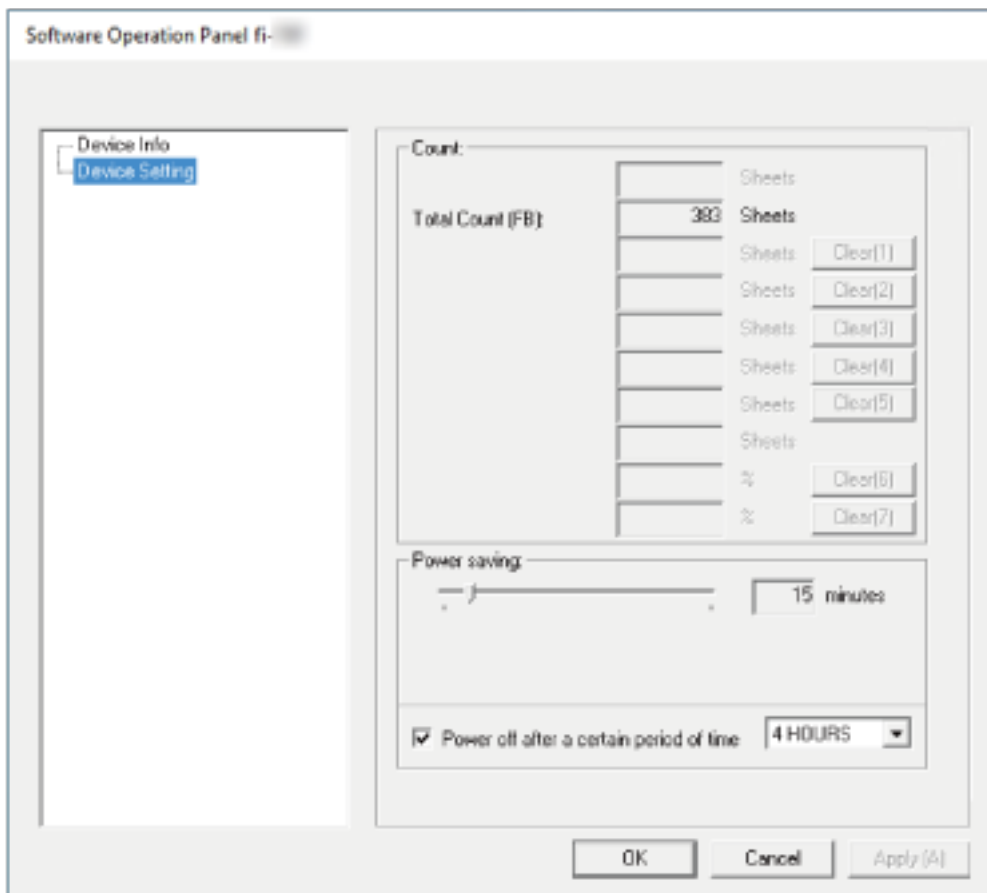 Software Operation Panel fi-
Device Info
Device Setting
Count:
Sheets
Total Count (FB): 383 Sheets
Sheets Clear(1)
Sheets Clear(2)
Sheets Clear(3)
Sheets Clear(4)
Sheets Clear(5)
Sheets
% Clear(6)
% Clear(7)
Power saving:
15 minutes
Power off after a certain period of time 4 HOURS
OK Cancel Apply (A)